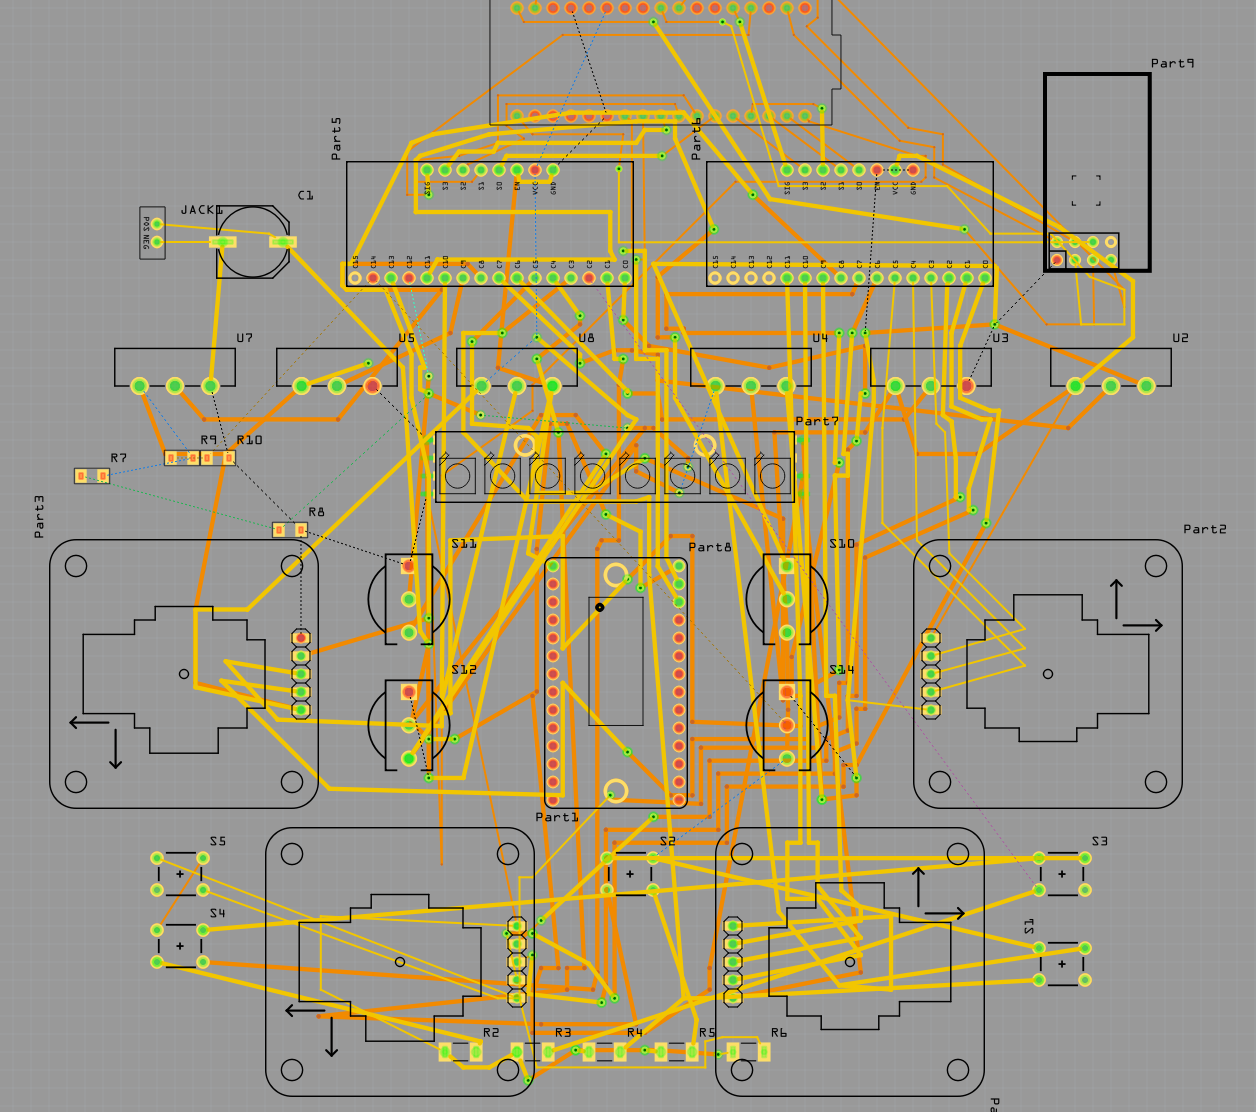 Part9
Part5
Part6
SIG
S3
S2
S1
S0
EN
VCC
GND
SIG
S3
S2
S1
S0
EN
VCC
GND
C1
JACK1
POS NEG
C15
C14
C13
C12
C11
C10
C9
C8
C7
C6
C5
C4
C3
C2
C1
C0
C15
C14
C13
C12
C11
C10
C9
C8
C7
C6
C5
C4
C3
C2
C1
C0
U7
U5
U8
U4
U3
U2
Part7
R9
R10
R7
R8
Part3
Part2
S11
Part8
S10
S12
S14
Part1
S5
S2
S3
S4
S1
R2
R3
R4
R5
R6
Pa